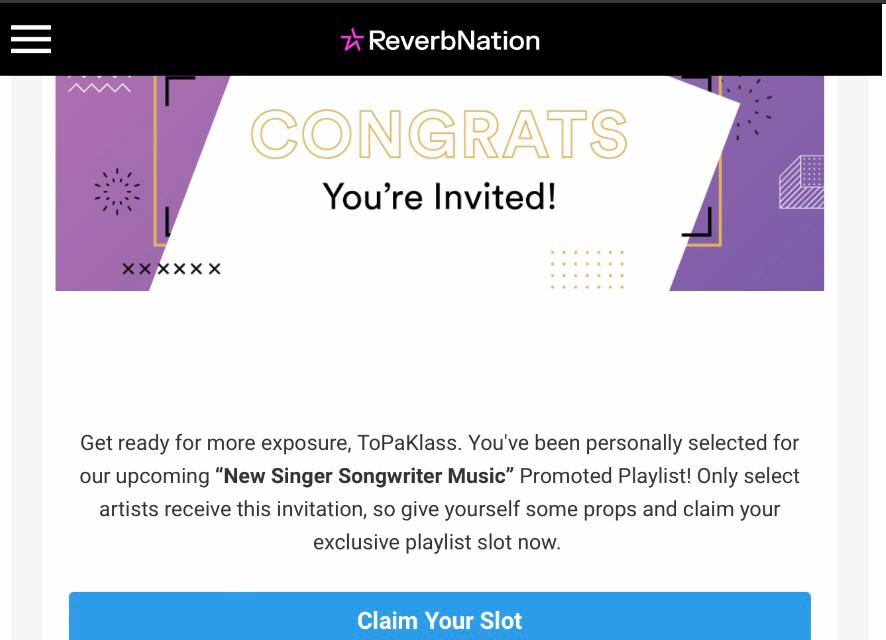 ReverbNation
CONGRATS
You're Invited!
Get ready for more exposure, ToPaKlass. You've been personally selected for
our upcoming “New Singer Songwriter Music” Promoted Playlist! Only select
artists receive this invitation, so give yourself some props and claim your
exclusive playlist slot now.
Claim Your Slot